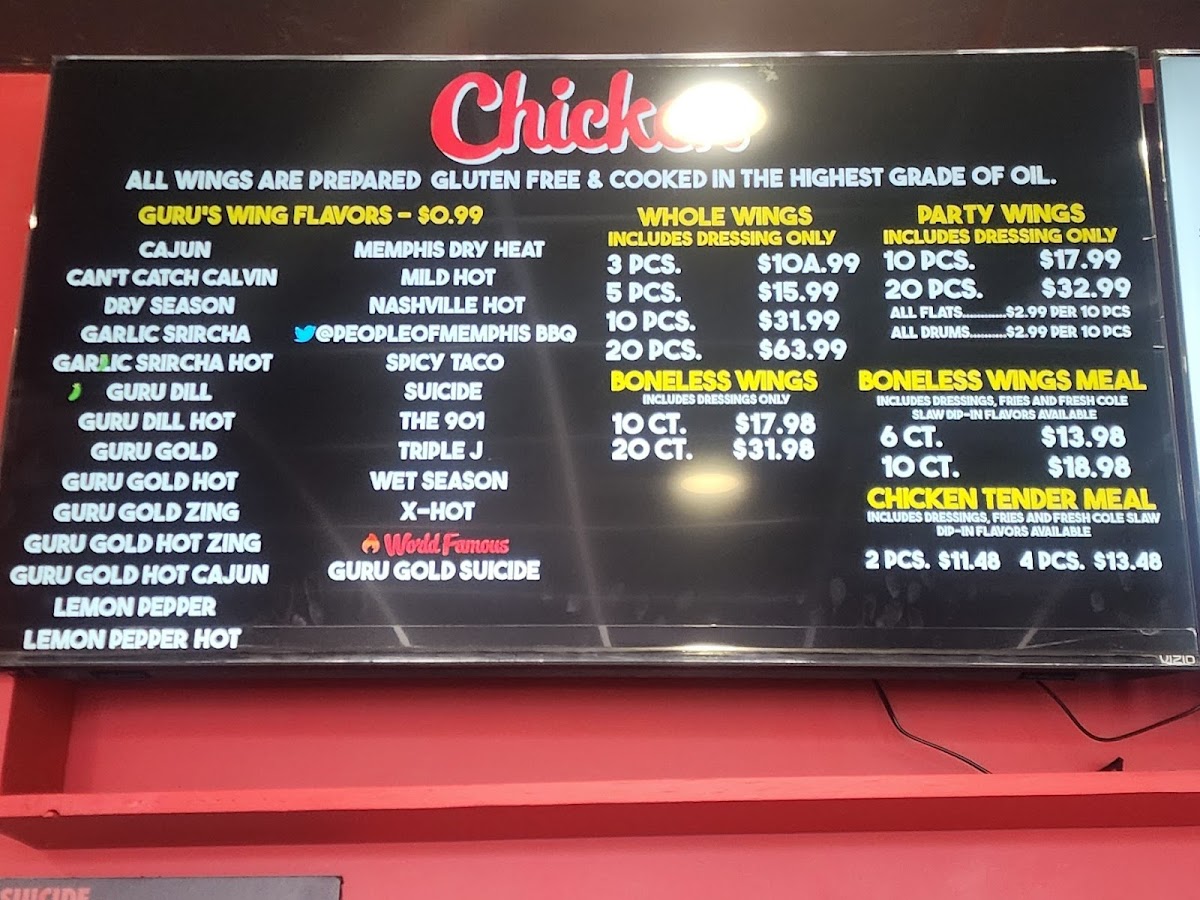 Chicken
ALL WINGS ARE PREPARED GLUTEN FREE & COOKED IN THE HIGHEST GRADE OF OIL.
GURU'S WING FLAVORS - $0.99
CAJUN
CAN'T CATCH CALVIN
DRY SEASON
GARLIC SRIRCHA
GARLIC SRIRCHA HOT
GURU DILL
GURU DILL HOT
GURU GOLD
GURU GOLD HOT
GURU GOLD ZING
GURU GOLD HOT ZING
GURU GOLD HOT CAJUN
LEMON PEPPER
LEMON PEPPER HOT
MEMPHIS DRY HEAT
MILD HOT
NASHVILLE HOT
@PEOPLEOFMEMPHIS BBQ
SPICY TACO
SUICIDE
THE 901
TRIPLE J
WET SEASON
X-HOT
World Famous
GURU GOLD SUICIDE
WHOLE WINGS
INCLUDES DRESSING ONLY
3 PCS. $10A.99
5 PCS. $15.99
10 PCS. $31.99
20 PCS. $63.99
BONELESS WINGS
INCLUDES DRESSINGS ONLY
10 CT. $17.98
20 CT. $31.98
PARTY WINGS
INCLUDES DRESSING ONLY
10 PCS. $17.99
20 PCS. $32.99
ALL FLATS...........$2.99 PER 10 PCS
ALL DRUMS.........$2.99 PER 10 PCS
BONELESS WINGS MEAL
INCLUDES DRESSINGS, FRIES AND FRESH COLE
SLAW DIP-IN FLAVORS AVAILABLE
6 CT. $13.98
10 CT. $18.98
CHICKEN TENDER MEAL
INCLUDES DRESSINGS, FRIES AND FRESH COLE SLAW
DIP-IN FLAVORS AVAILABLE
2 PCS. $11.48 4 PCS. $13.48
VIZIO
SUICIDE